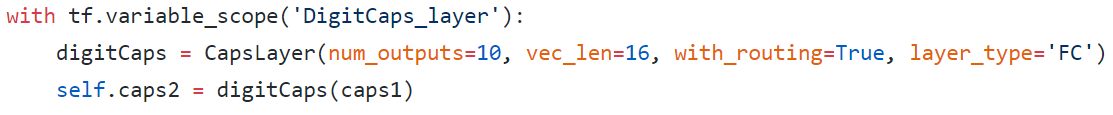 with tf.variable_scope('DigitCaps_layer'):
    digitCaps = CapsLayer(num_outputs=10, vec_len=16, with_routing=True, layer_type='FC')
    self.caps2 = digitCaps(caps1)